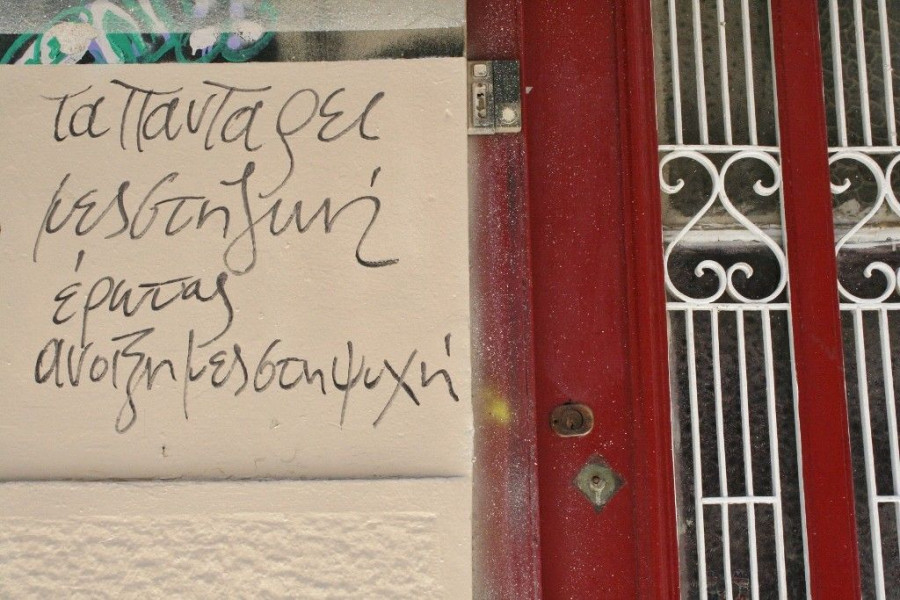 τα παντα ρει
μες στη ζωή
έρωτας
ανοιξη μες στη ψυχή